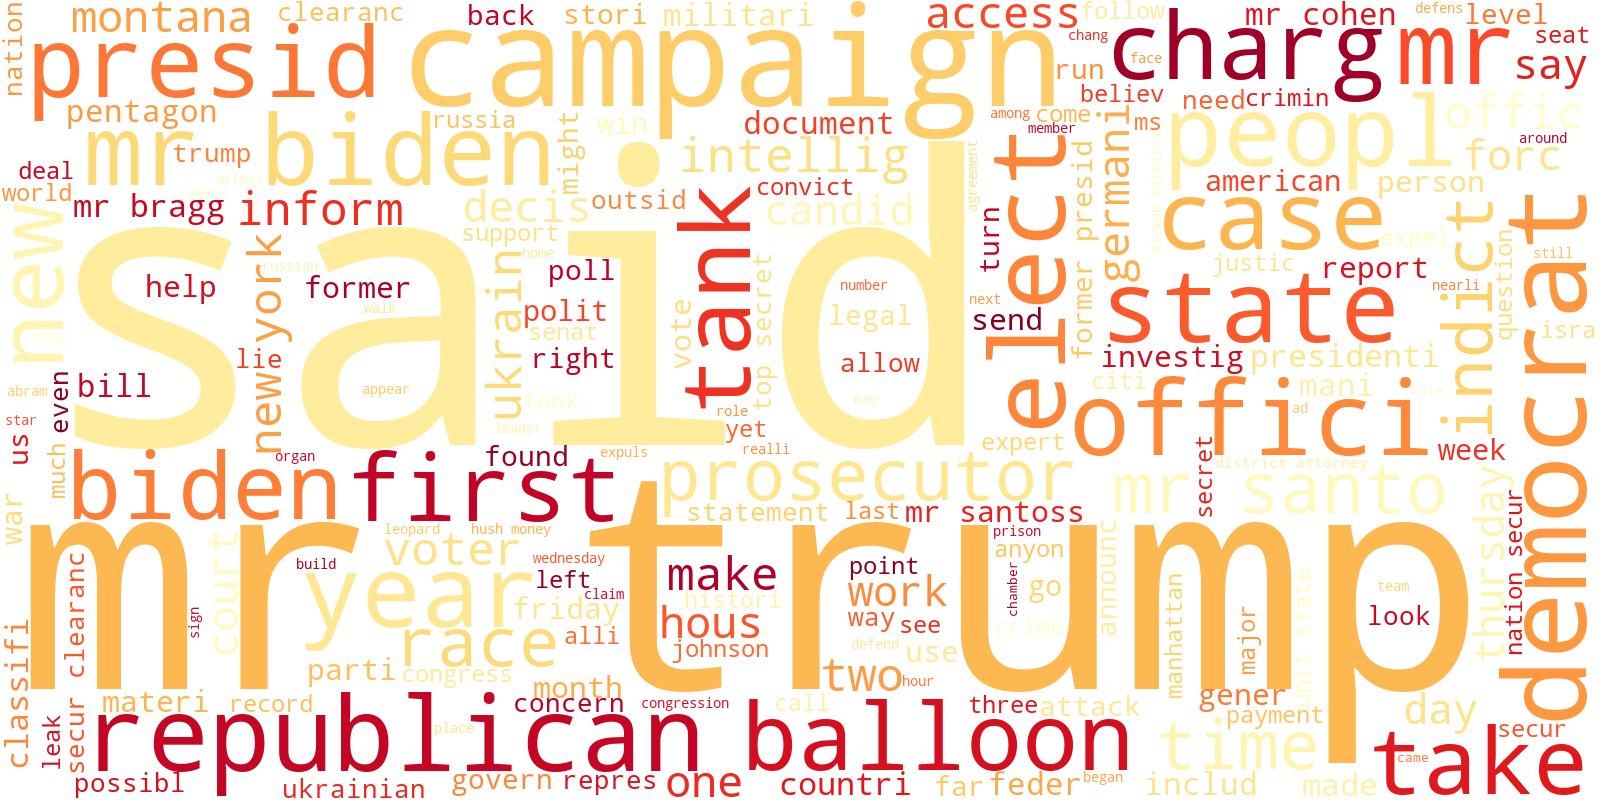 montana
clearanc
back
stori
militari
access
follow
mr cohen
defens
level
nation
presid
campaign
chang
charg
mr
seat
say
face
run
believ
need
crimin
pentagon
mr biden
russia
might
win
document
among
come
ms
peopl
offic
trump
intellig
member
around
forc
deal
world
arrest
robert
convict
agreement
american
person
mr bragg
inform
decis
outsid
candid
elect
former presid
germani
airman teixeira
case
expel
new
said
support
tank
turn
indict
democrat
new york
home
russian
poll
top secret
justic
report
question
still
help
former
ukrain
number
next
state
nearli
isra
walk
polit
senat
vote
legal
send
trial
lie
right
allow
investig
presidenti
even
bill
abram
appear
took
may
citi
mani
rule
star
us
leader
role
yet
ad
offici
much
biden
first
organ
found
expuls
realli
expert
week
prosecutor
secret
district attorney
war
mr trump
leopard
hush money
statement
last
mr santoss
mr santo
thursday
nation secur
classifi
secur clearanc
court
year
voter
wednesday
build
left
claim
make
point
prison
anyon
announc
manhattan
unit state
friday
histori
work
chamber
go
team
sign
race
alli
hous
johnson
way
see
crime
look
defend
use
major
parti
congress
two
hour
materi
record
month
concern
congression
call
three
attack
gener
payment
day
leak
republican
place
balloon
time
take
secur
came
possibl
ukrainian
govern
repres
one
countri
far
feder
began
includ
made